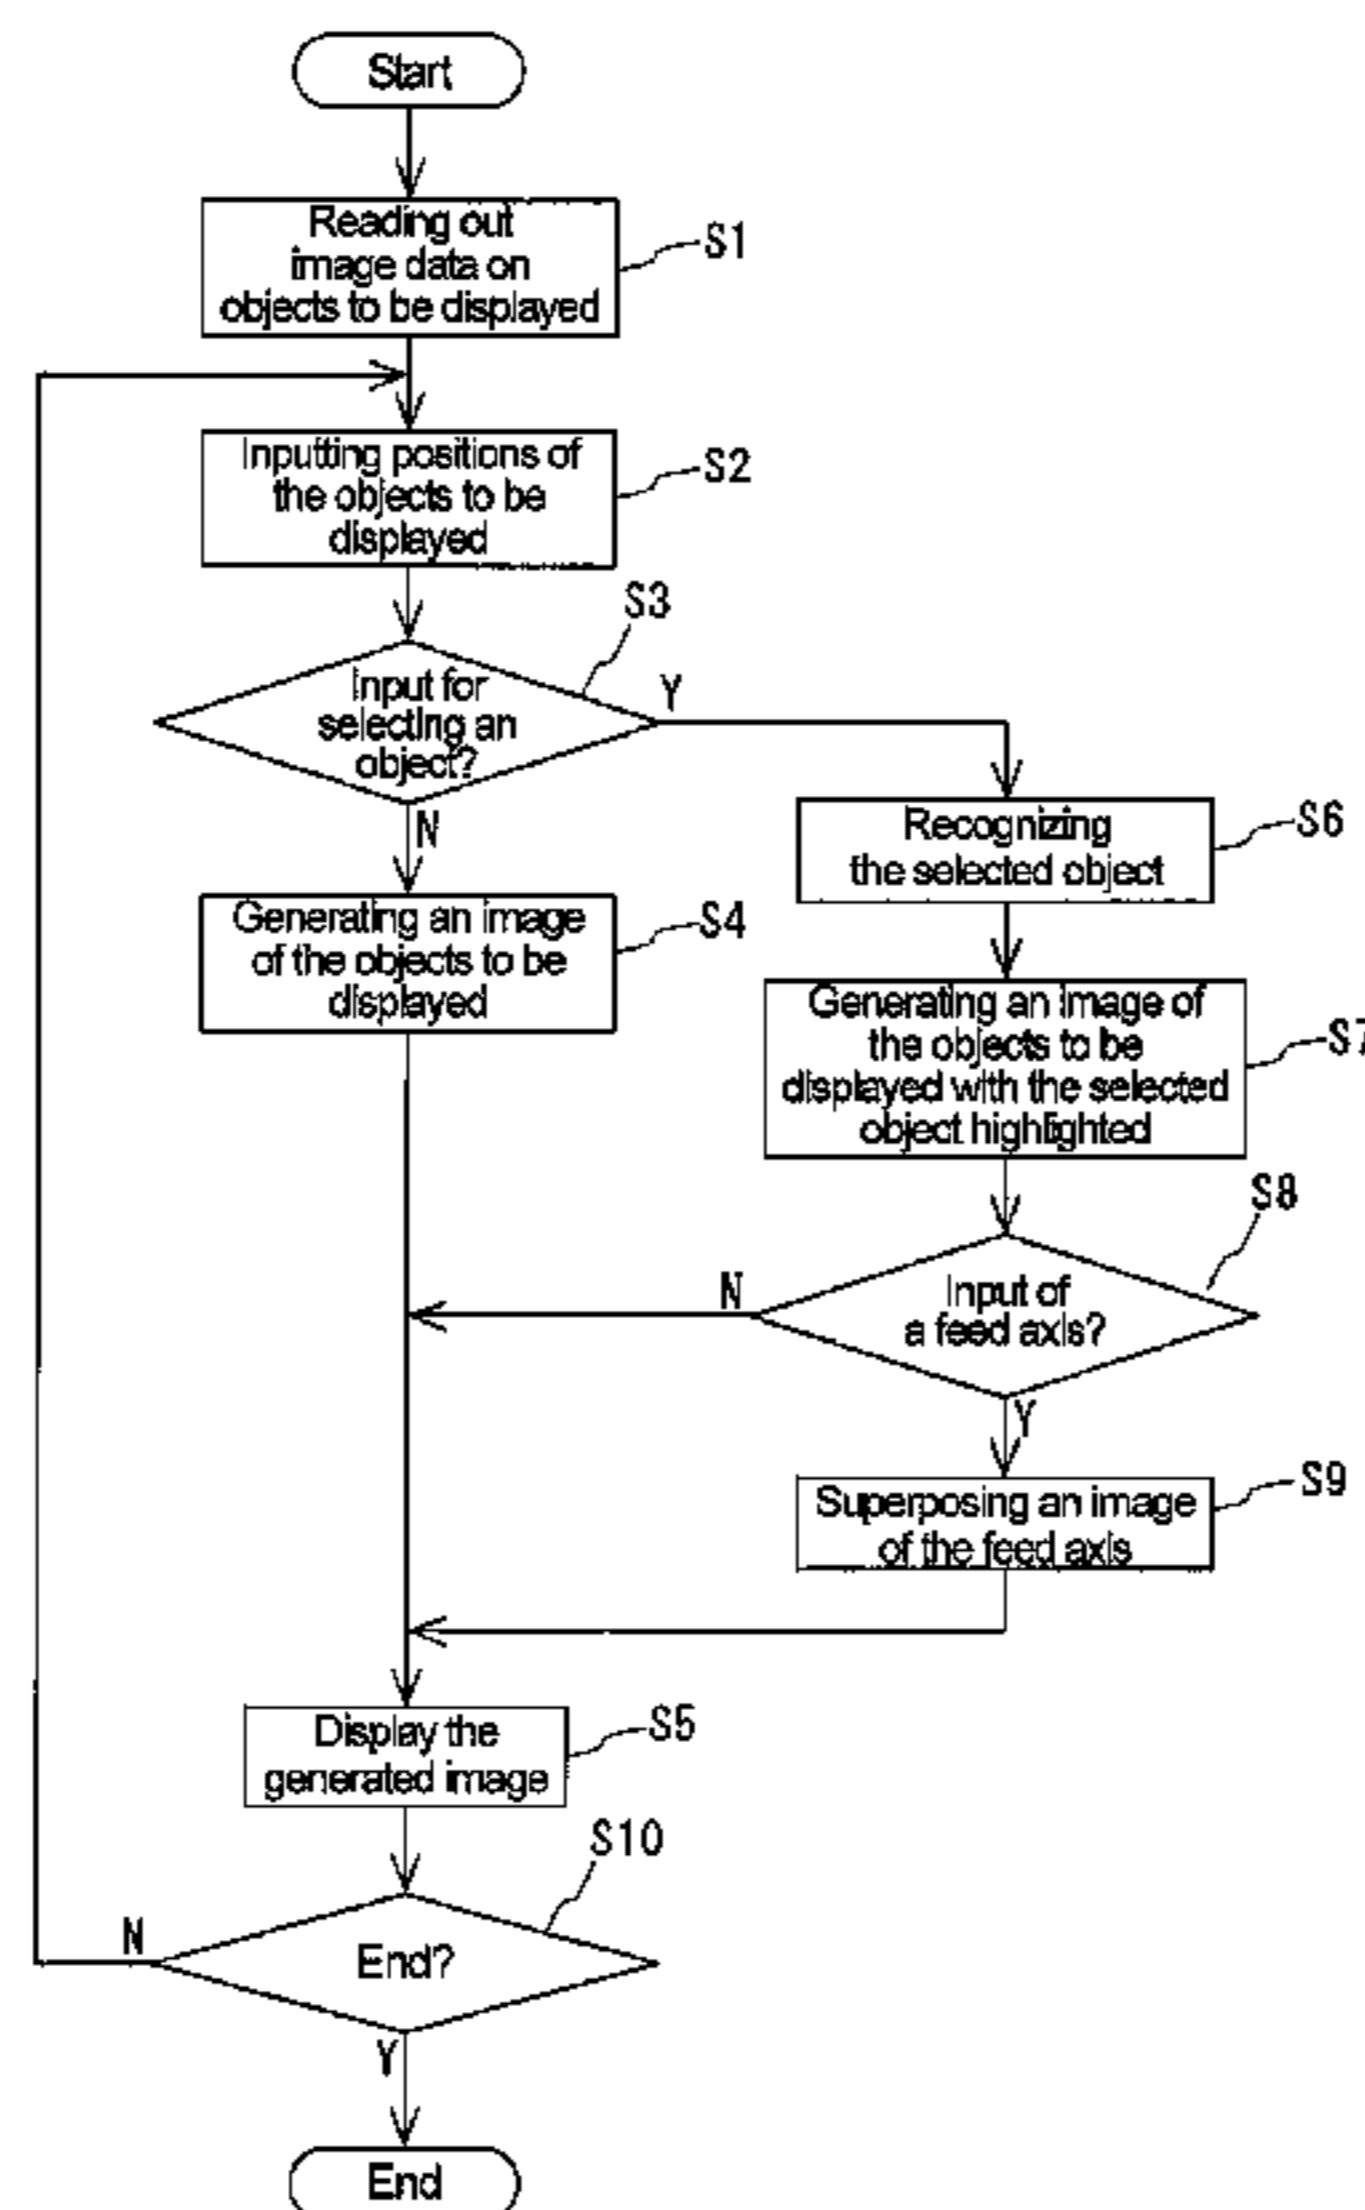 Start
Reading out
image data on
objects to be displayed
S1
Inputting positions of
the objects to be
displayed
S2
S3
Input for
selecting an
object?
Y
N
Generating an image
of the objects to be
displayed
S4
Recognizing
the selected object
S6
Generating an image of
the objects to be
displayed with the selected
object highlighted
S7
S8
Input of
a feed axis?
N
Y
Superposing an image
of the feed axis
S9
Display the
generated image
S5
S10
End?
N
Y
End